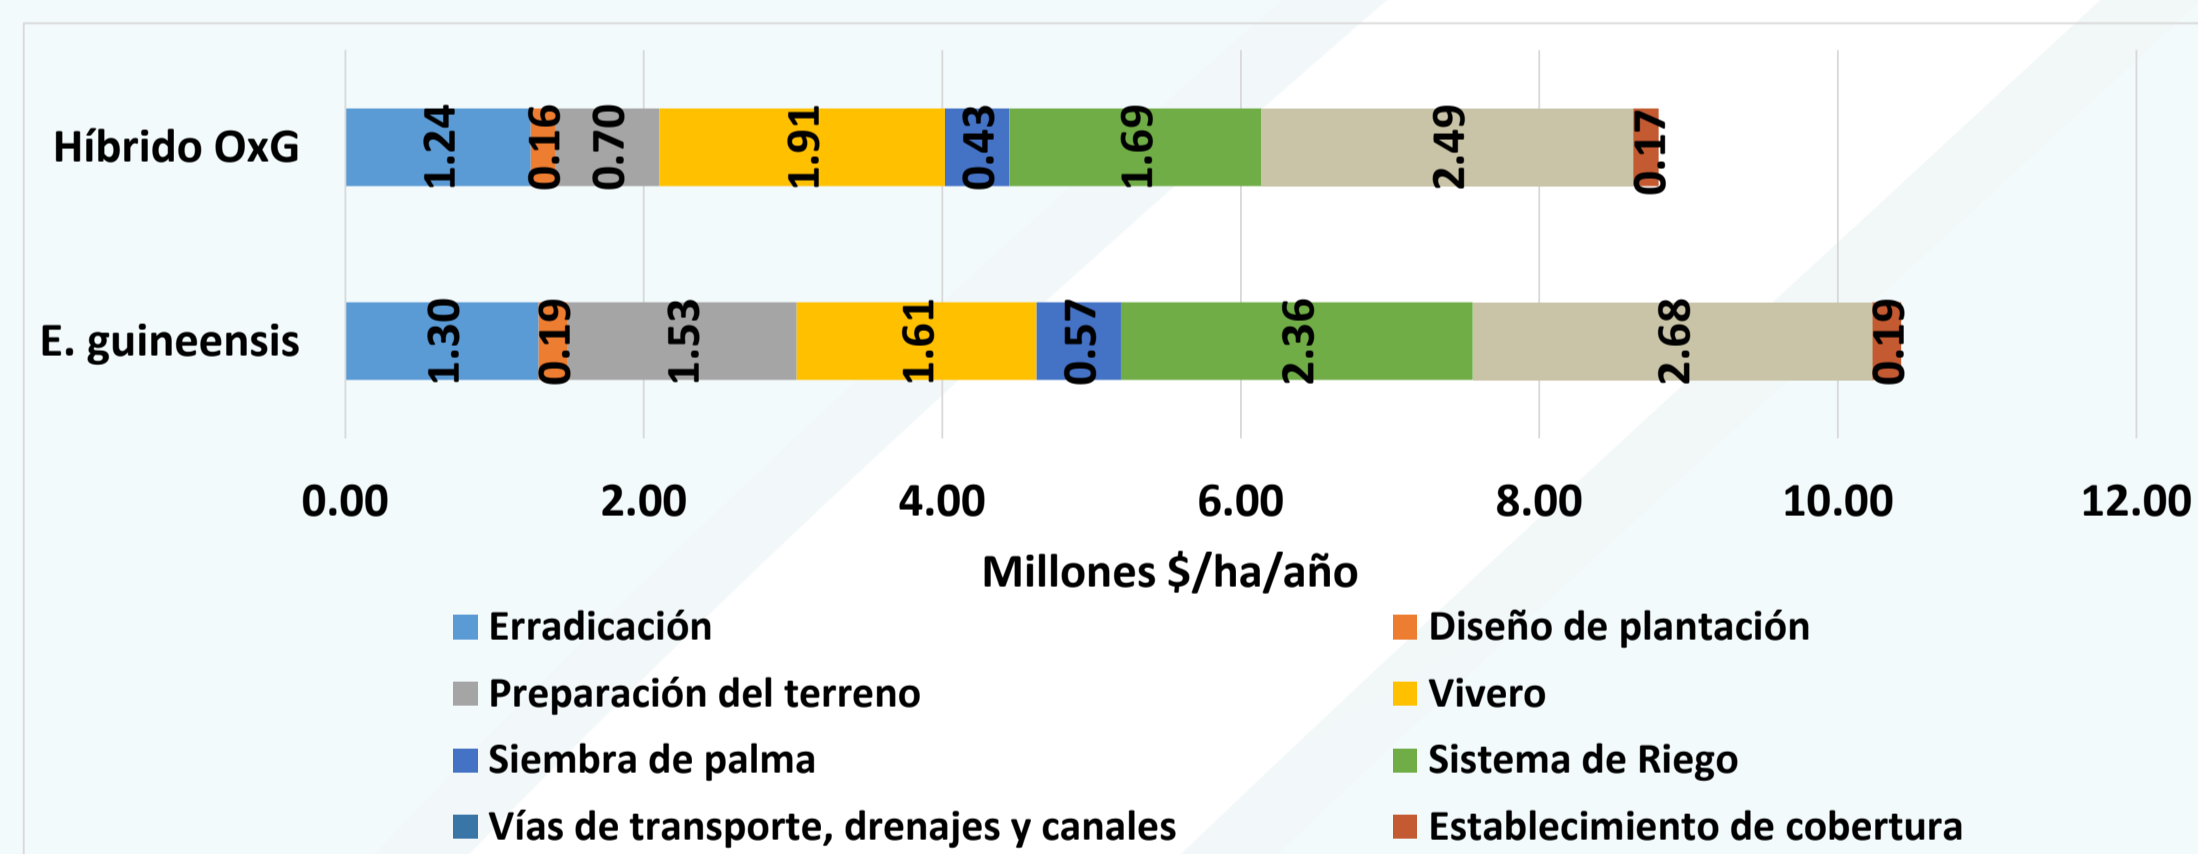 Híbrido OxG
1.24 0.16 0.70 1.91 0.43 1.69 2.49 0.17
E. guineensis
1.30 0.19 1.53 1.61 0.57 2.36 2.68 0.19
0.00 2.00 4.00 6.00 8.00 10.00 12.00
Millones $/ha/año
Erradicación Diseño de plantación
Preparación del terreno Vivero
Siembra de palma Sistema de Riego
Vías de transporte, drenajes y canales Establecimiento de cobertura